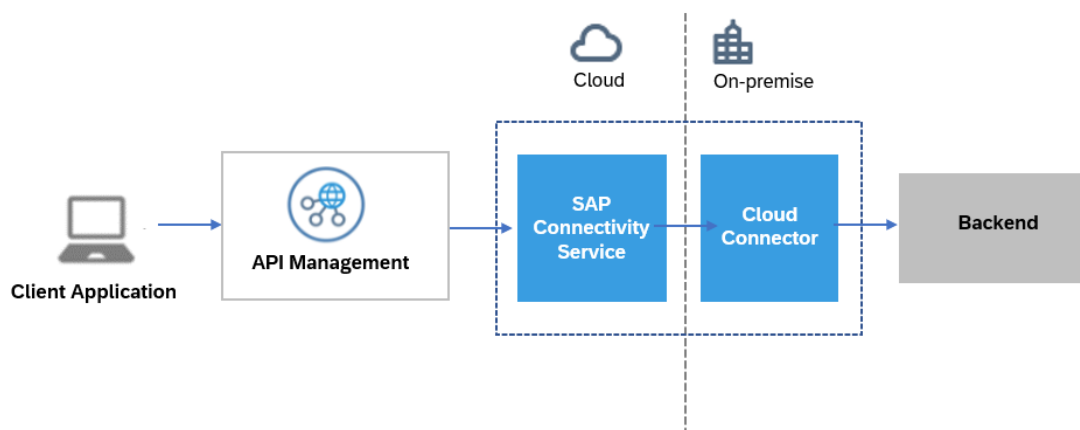 Cloud
On-premise
Client Application
API Management
SAP
Connectivity
Service
Cloud
Connector
Backend